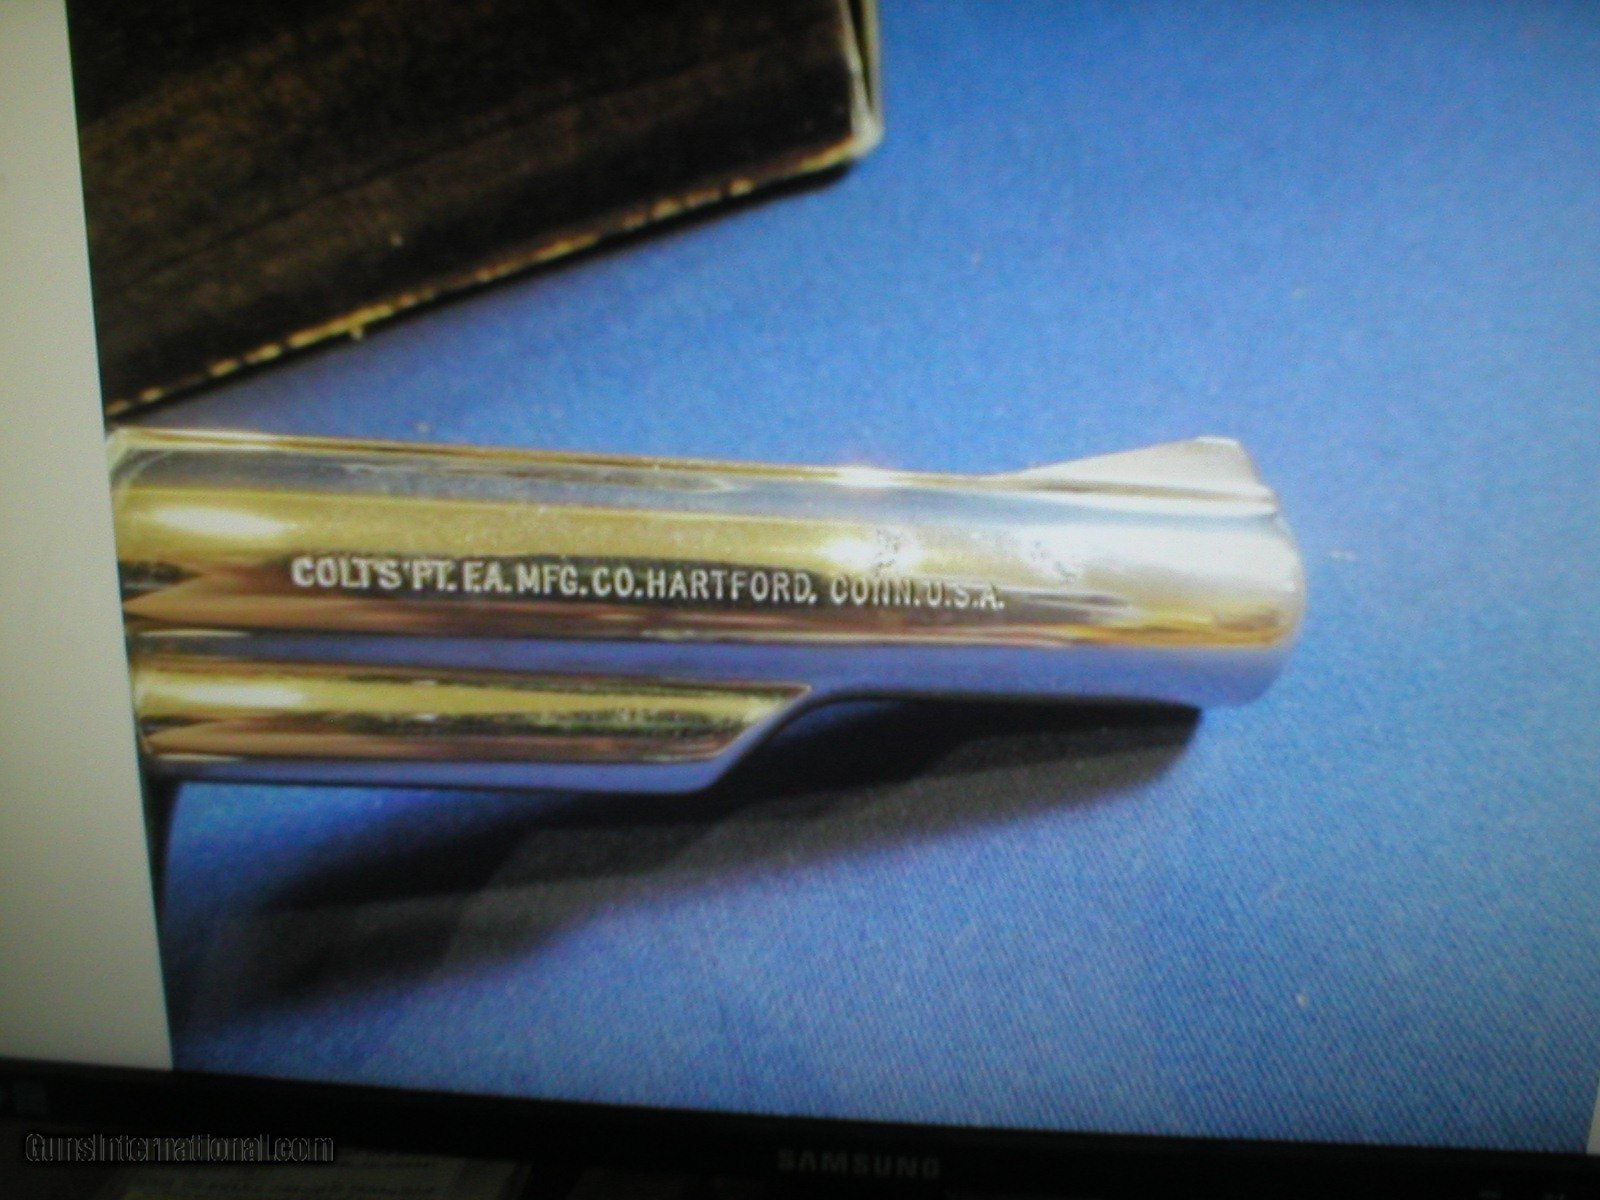 COLT'S PT. F.A. MFG. CO. HARTFORD, CONN. U.S.A.
GunsInternational.com
SAMSUNG